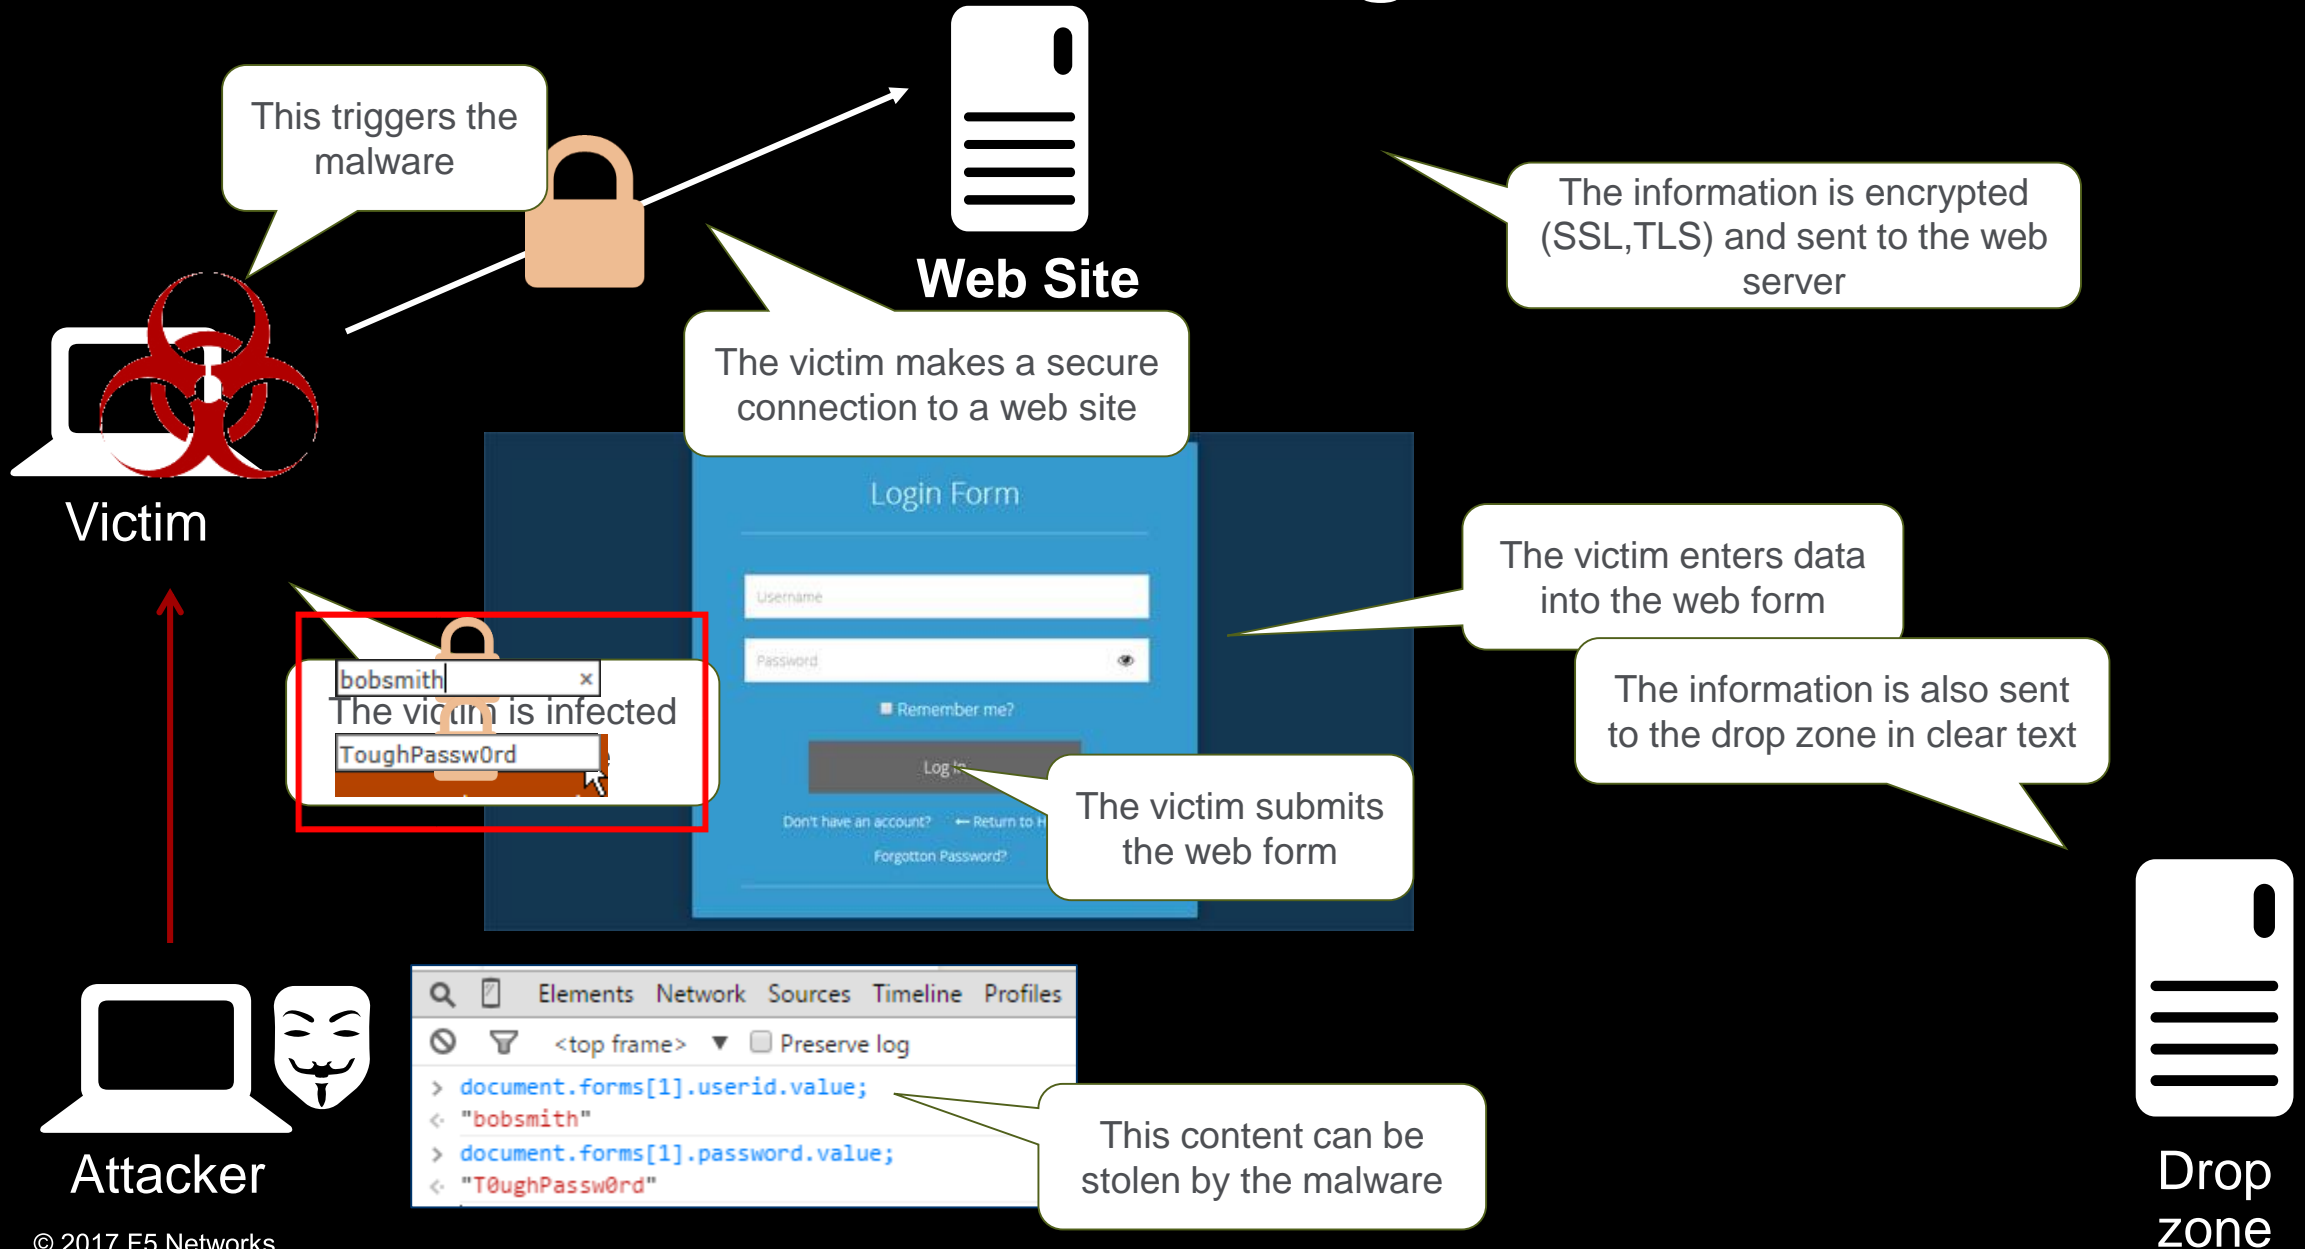 This triggers the
malware
The information is encrypted
(SSL,TLS) and sent to the web
server
Web Site
The victim makes a secure
connection to a web site
Victim
Login Form
Username
Password
Remember me?
Log In
Don't have an account? Return to H
Forgotton Password?
The victim enters data
into the web form
The information is also sent
to the drop zone in clear text
bobsmith ×
The victim is infected
ToughPassw0rd
The victim submits
the web form
Elements Network Sources Timeline Profiles
<top frame> ▼ Preserve log
> document.forms[1].userid.value;
"bobsmith"
> document.forms[1].password.value;
"T0ughPassw0rd"
This content can be
stolen by the malware
Attacker
Drop
zone
© 2017 F5 Networks